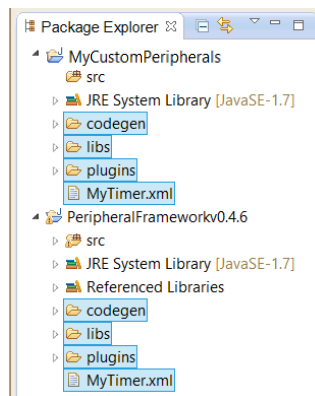 Package Explorer
MyCustomPeripherals
src
JRE System Library [JavaSE-1.7]
codegen
libs
plugins
MyTimer.xml
PeripheralFrameworkv0.4.6
src
JRE System Library [JavaSE-1.7]
Referenced Libraries
codegen
libs
plugins
MyTimer.xml